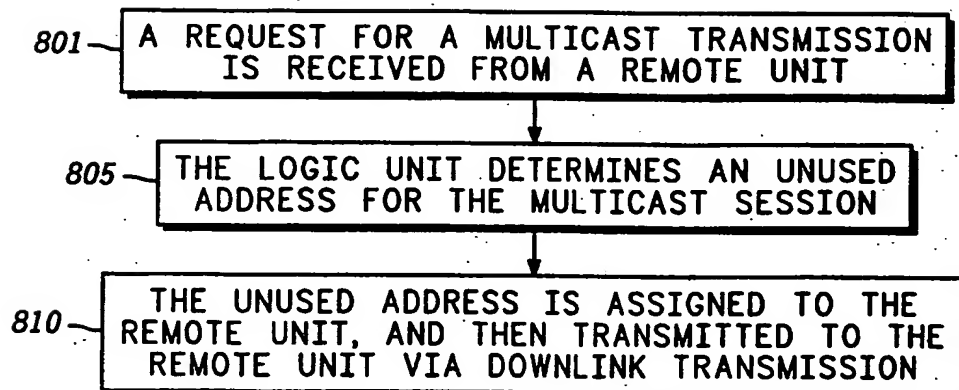 801
A REQUEST FOR A MULTICAST TRANSMISSION
IS RECEIVED FROM A REMOTE UNIT
805
THE LOGIC UNIT DETERMINES AN UNUSED
ADDRESS FOR THE MULTICAST SESSION
810
THE UNUSED ADDRESS IS ASSIGNED TO THE
REMOTE UNIT, AND THEN TRANSMITTED TO THE
REMOTE UNIT VIA DOWNLINK TRANSMISSION